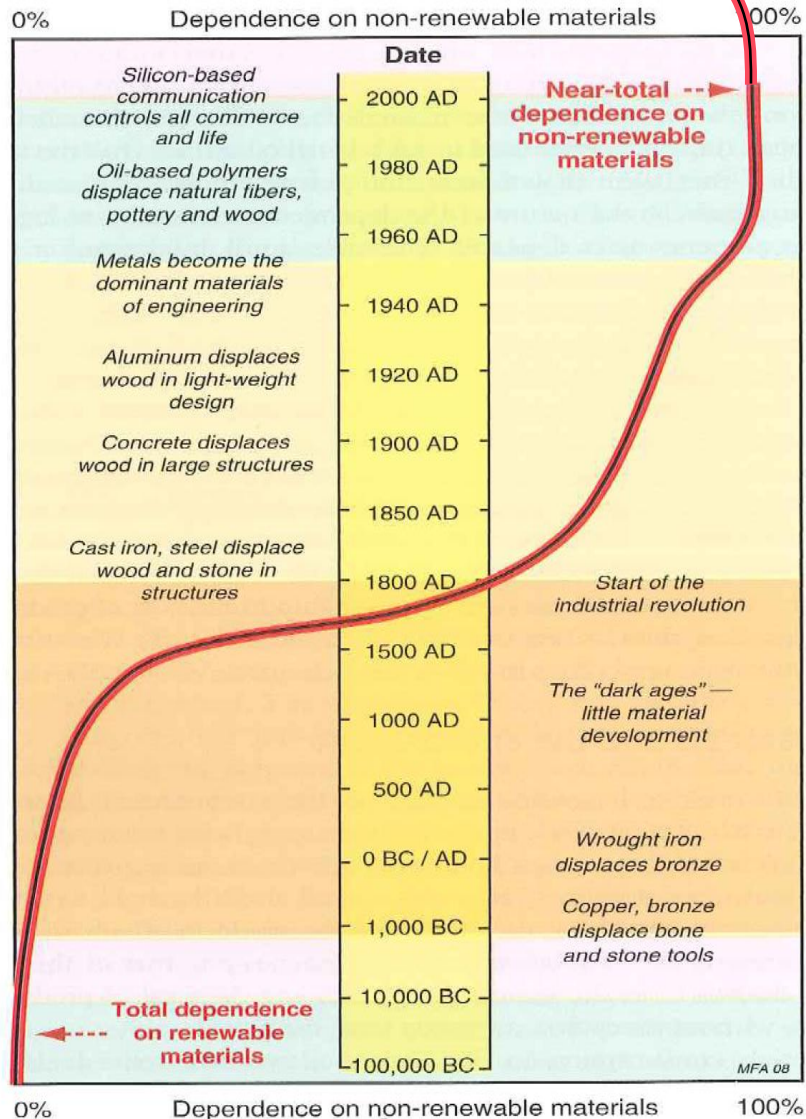 0% Dependence on non-renewable materials 00%
Date
Silicon-based
communication
controls all commerce
and life
2000 AD
Near-total
dependence on
non-renewable
materials
Oil-based polymers
displace natural fibers,
pottery and wood
1980 AD
1960 AD
Metals become the
dominant materials
of engineering
1940 AD
Aluminum displaces
wood in light-weight
design
1920 AD
Concrete displaces
wood in large structures
1900 AD
1850 AD
Cast iron, steel displace
wood and stone in
structures
1800 AD
Start of the
industrial revolution
1500 AD
The "dark ages"—
little material
development
1000 AD
500 AD
Wrought iron
displaces bronze
0 BC / AD
Copper, bronze
displace bone
and stone tools
1,000 BC
10,000 BC
Total dependence
on renewable
materials
100,000 BC
MFA 08
0% Dependence on non-renewable materials 100%